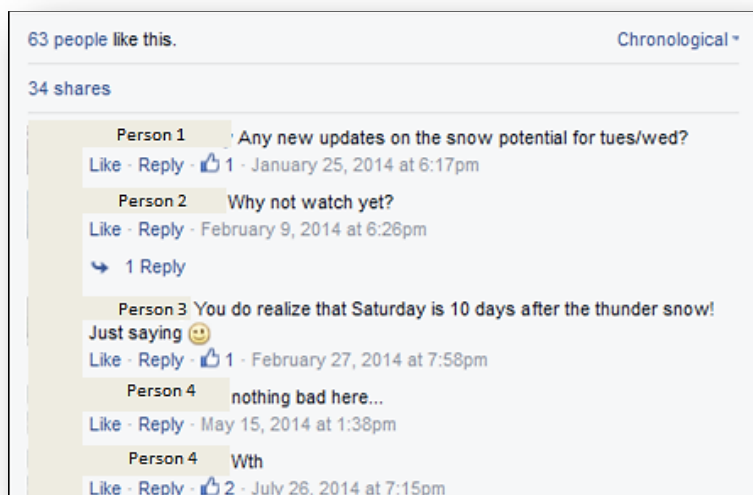 63 people like this. Chronological
34 shares
Person 1 Any new updates on the snow potential for tues/wed?
Like · Reply · 1 · January 25, 2014 at 6:17pm
Person 2 Why not watch yet?
Like · Reply · February 9, 2014 at 6:26pm
1 Reply
Person 3 You do realize that Saturday is 10 days after the thunder snow!
Just saying
Like · Reply · 1 · February 27, 2014 at 7:58pm
Person 4 nothing bad here...
Like · Reply · May 15, 2014 at 1:38pm
Person 4 Wth
Like · Reply · 2 · July 26, 2014 at 7:15pm